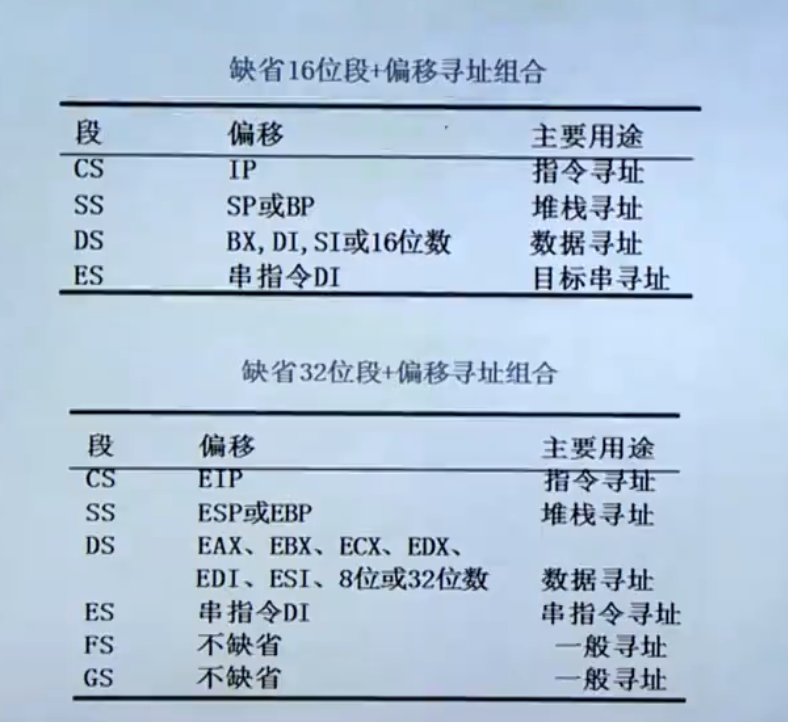 缺省16位段+偏移寻址组合
段 偏移 主要用途
CS IP 指令寻址
SS SP或BP 堆栈寻址
DS BX,DI,SI或16位数 数据寻址
ES 串指令DI 目标串寻址
缺省32位段+偏移寻址组合
段 偏移 主要用途
CS EIP 指令寻址
SS ESP或EBP 堆栈寻址
DS EAX、EBX、ECX、EDX、
EDI、ESI、8位或32位数 数据寻址
ES 串指令DI 串指令寻址
FS 不缺省 一般寻址
GS 不缺省 一般寻址